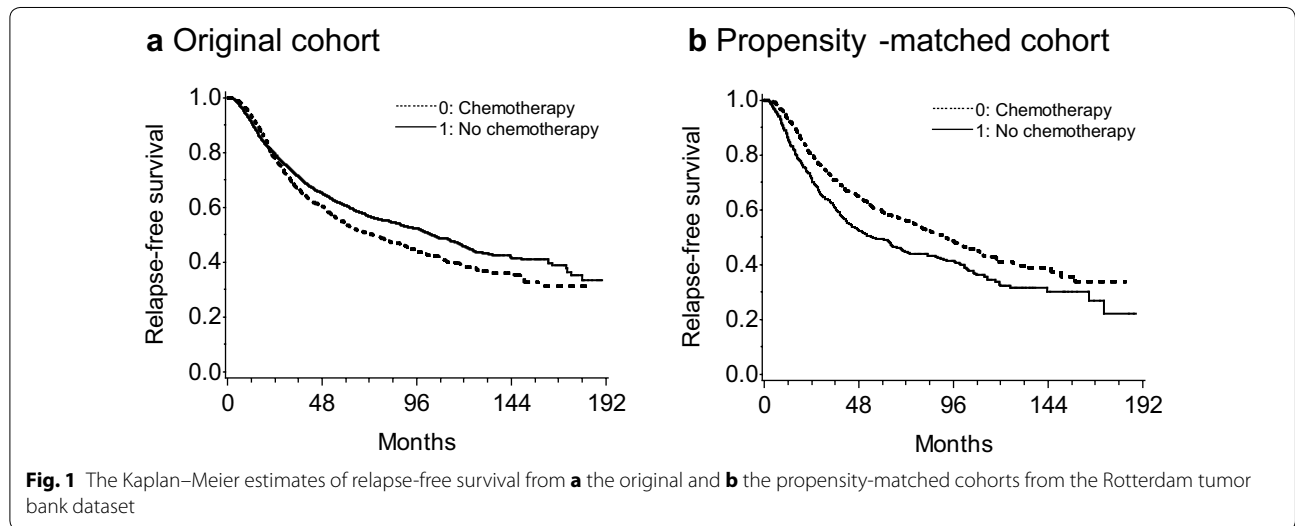 a Original cohort
Relapse-free survival
1.0
0.8
0.6
0.4
0.2
0.0
0 48 96 144 192
Months
0: Chemotherapy
1: No chemotherapy
b Propensity -matched cohort
Relapse-free survival
1.0
0.8
0.6
0.4
0.2
0.0
0 48 96 144 192
Months
0: Chemotherapy
1: No chemotherapy
Fig. 1 The Kaplan–Meier estimates of relapse-free survival from a the original and b the propensity-matched cohorts from the Rotterdam tumor
bank dataset